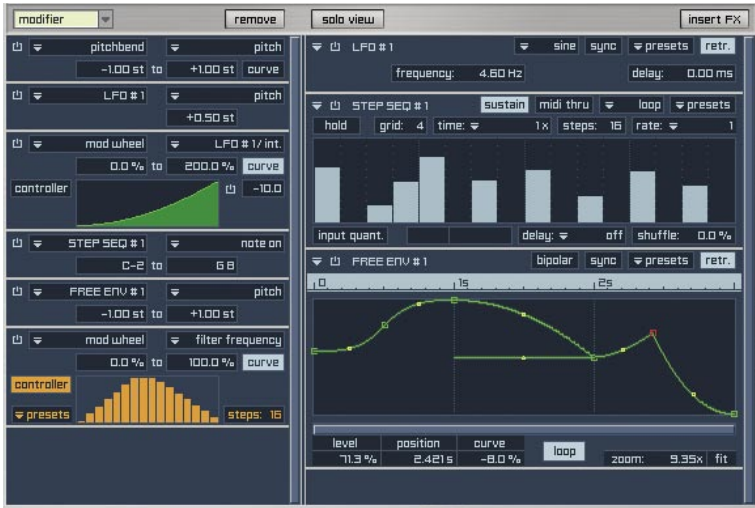 modifier remove solo view insert FX
pitchbend pitch
-1.00 st to +1.00 st curve
LFO # 1 pitch
+0.50 st
mod wheel LFO # 1/ int.
0.0 % to 200.0 % curve
controller -10.0
STEP SEQ # 1 note on
C-2 to G 8
FREE ENV # 1 pitch
-1.00 st to +1.00 st
mod wheel filter frequency
0.0 % to 100.0 % curve
controller
presets steps: 16
LFO # 1 sine sync presets retr.
frequency: 4.60 Hz delay: 0.00 ms
STEP SEQ # 1 sustain midi thru loop presets
hold grid: 4 time: 1x steps: 16 rate: 1
input quant. delay: off shuffle: 0.0 %
FREE ENV # 1 bipolar sync presets retr.
0 1s 2s
level position curve
71.3 % 2.421 s -8.0 % loop zoom: 9.35x fit